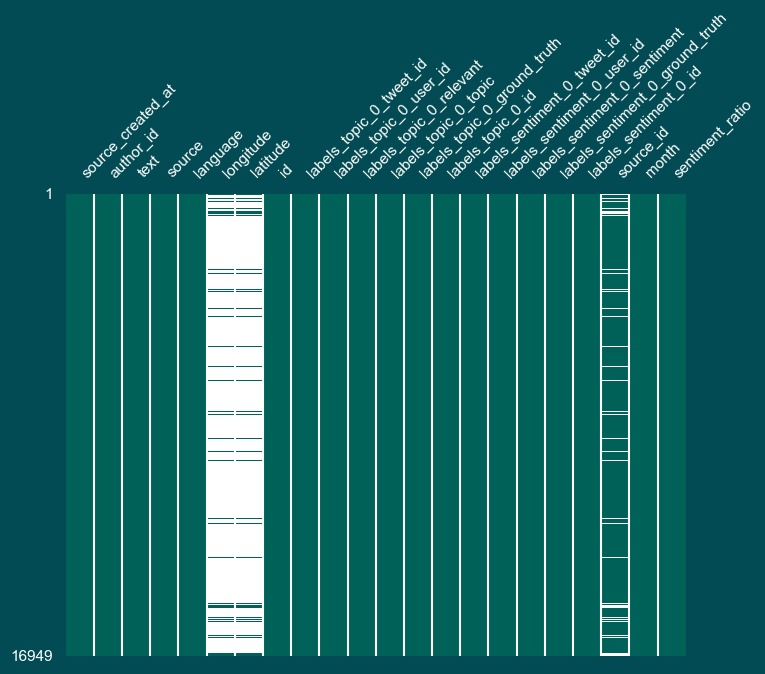 source_created_at
author_id
text
source
language
longitude
latitude
id
labels_topic_0_tweet_id
labels_topic_0_user_id
labels_topic_0_relevant
labels_topic_0_topic
labels_topic_0_ground_truth
labels_topic_0_id
labels_sentiment_0_tweet_id
labels_sentiment_0_user_id
labels_sentiment_0_sentiment
labels_sentiment_0_ground_truth
labels_sentiment_0_id
source_id
month
sentiment_ratio
1
16949